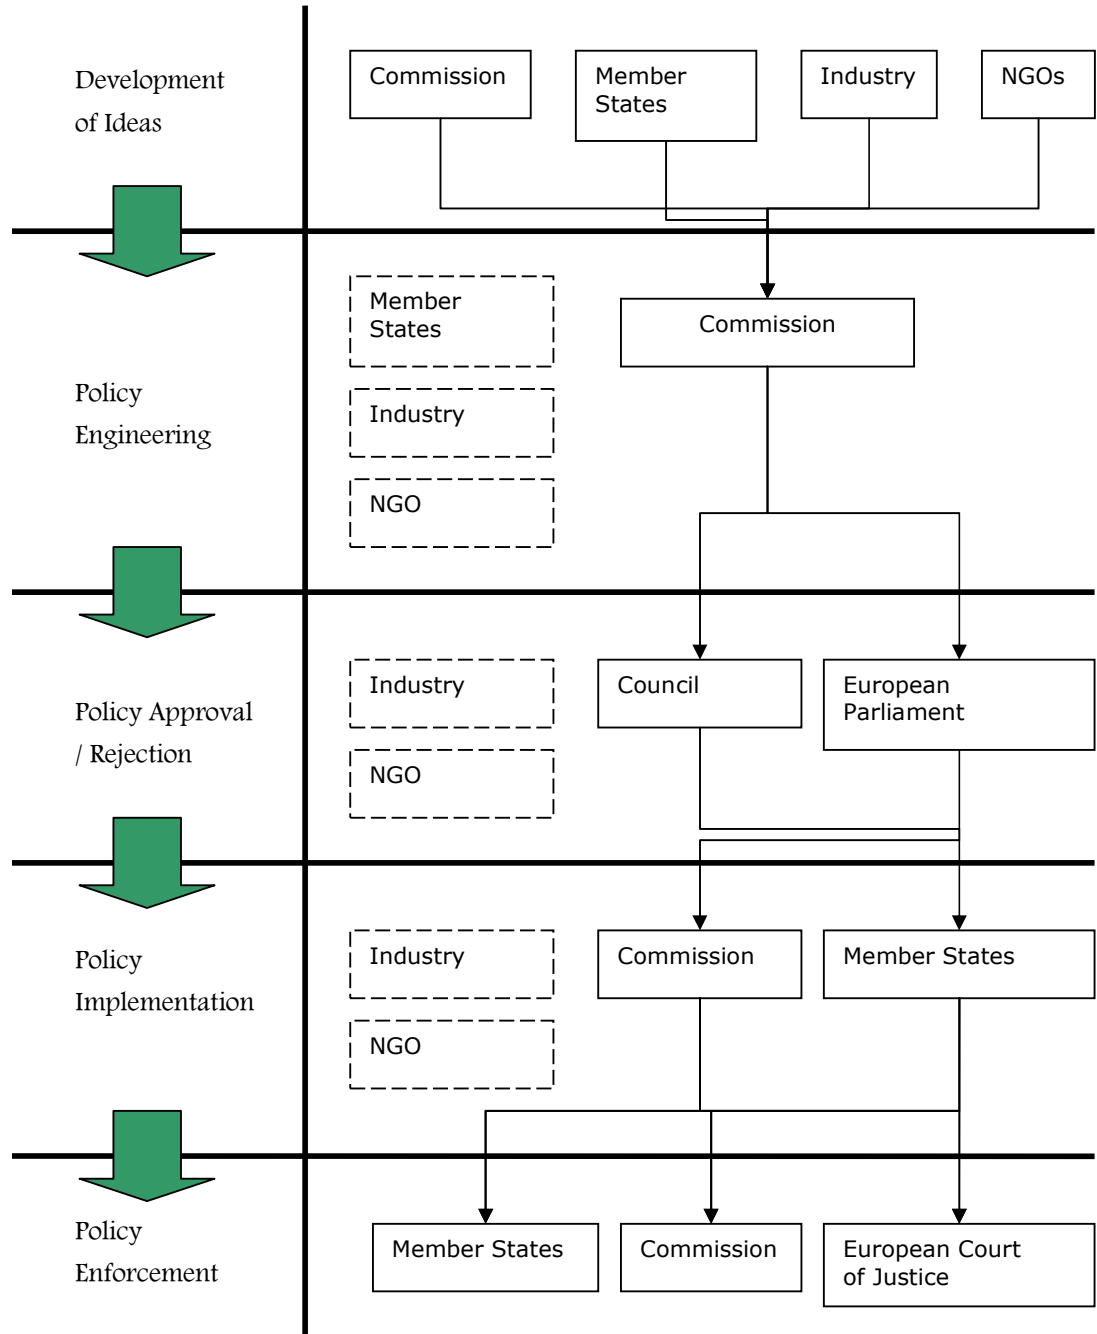 Development
of Ideas
Commission
Member
States
Industry
NGOs
Policy
Engineering
Member
States
Industry
NGO
Commission
Policy Approval
/ Rejection
Industry
NGO
Council
European
Parliament
Policy
Implementation
Industry
NGO
Commission
Member States
Policy
Enforcement
Member States
Commission
European Court
of Justice